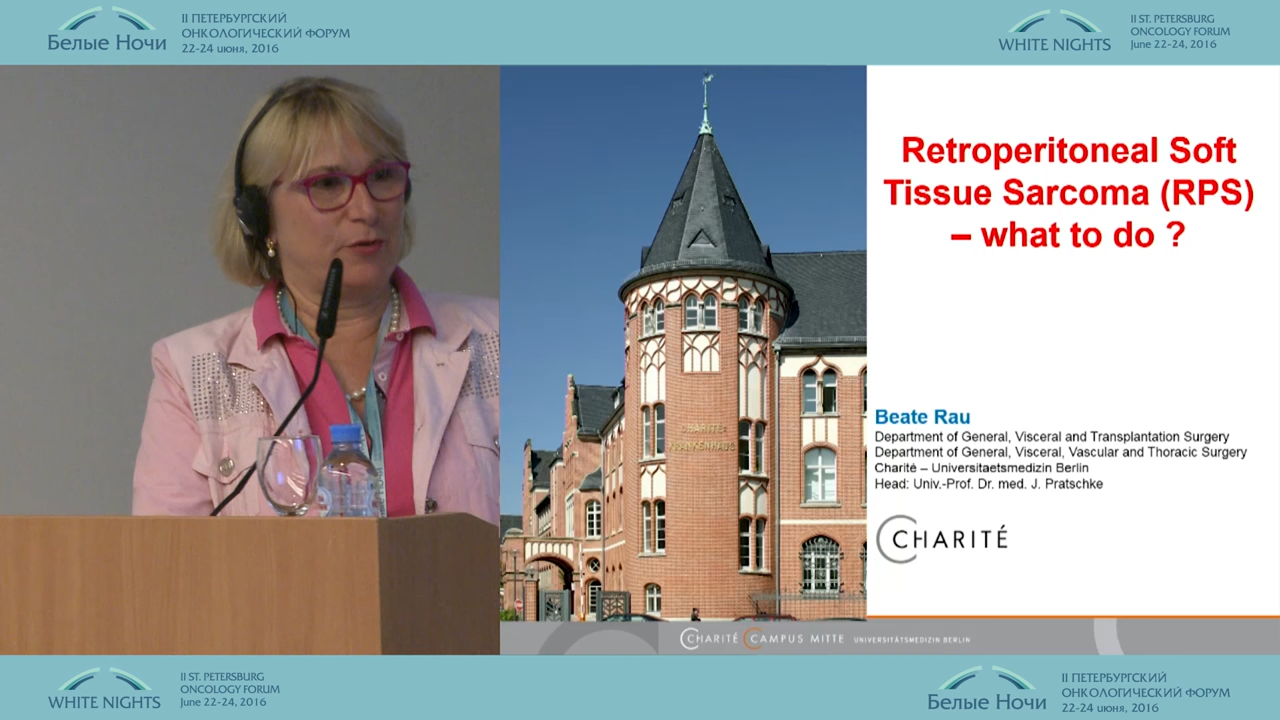 Белые Ночи
II ПЕТЕРБУРГСКИЙ
ОНКОЛОГИЧЕСКИЙ ФОРУМ
22-24 июня, 2016
WHITE NIGHTS
II ST. PETERSBURG
ONCOLOGY FORUM
June 22-24, 2016
Retroperitoneal Soft
Tissue Sarcoma (RPS)
– what to do ?
Beate Rau
Department of General, Visceral and Transplantation Surgery
Department of General, Visceral, Vascular and Thoracic Surgery
Charité – Universitaetsmedizin Berlin
Head: Univ.-Prof. Dr. med. J. Pratschke
CHARITÉ
CHARITÉ
KRANKENHAUS
CHARITÉ CAMPUS MITTE UNIVERSITÄTSMEDIZIN BERLIN
WHITE NIGHTS
II ST. PETERSBURG
ONCOLOGY FORUM
June 22-24, 2016
Белые Ночи
II ПЕТЕРБУРГСКИЙ
ОНКОЛОГИЧЕСКИЙ ФОРУМ
22-24 июня, 2016